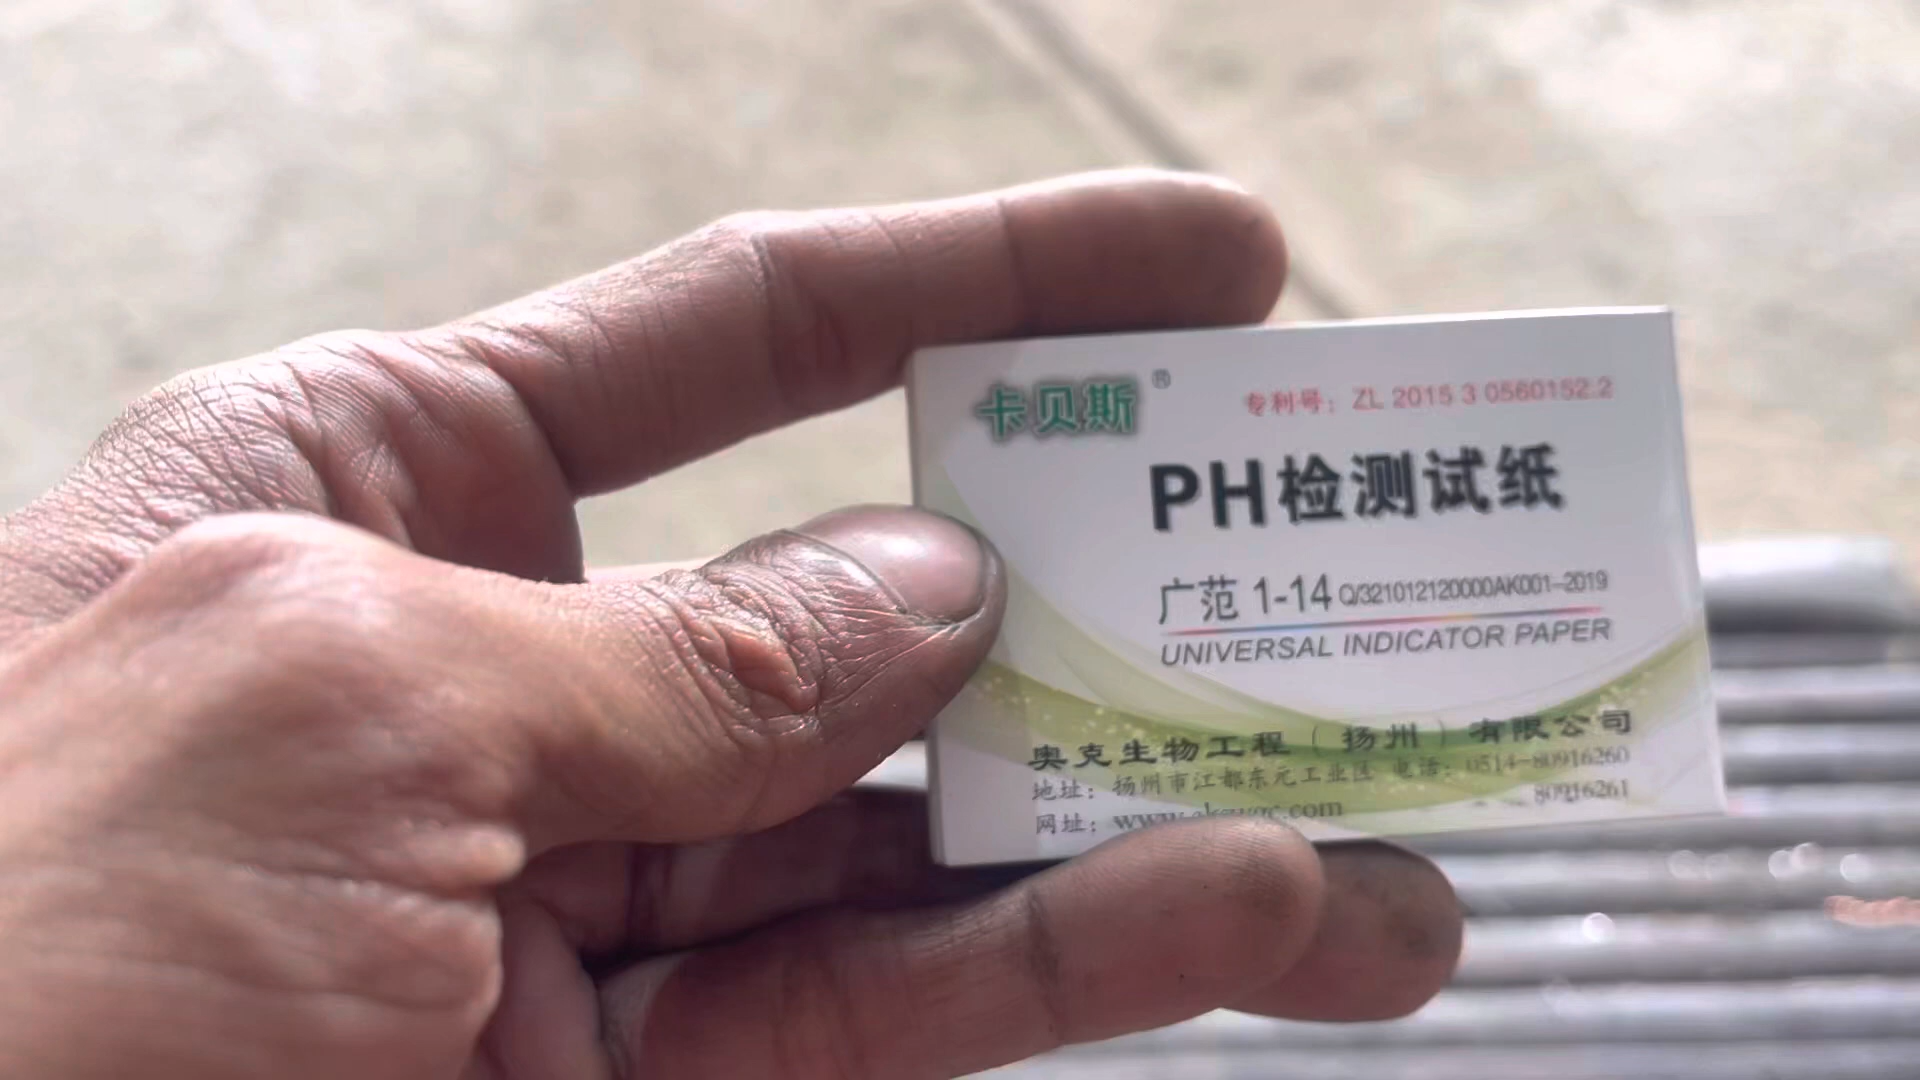 卡贝斯®
专利号：ZL 2015 3 0560152.2
PH检测试纸
广范 1-14 Q/321012120000AK001-2019
UNIVERSAL INDICATOR PAPER
奥克生物工程（扬州）有限公司
地址：扬州市江都东元工业区 电话：0514-80916260
80916261
网址：